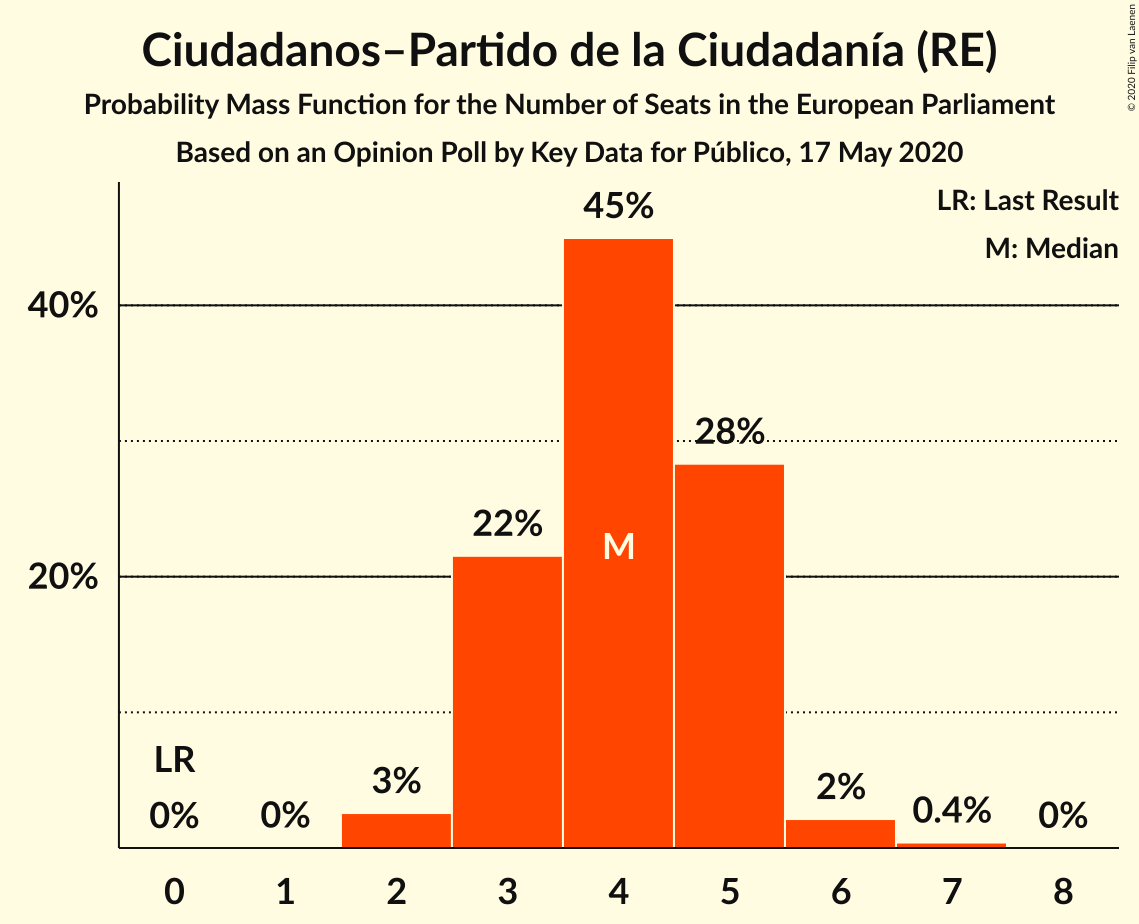 Ciudadanos–Partido de la Ciudadanía (RE)
Probability Mass Function for the Number of Seats in the European Parliament
Based on an Opinion Poll by Key Data for Público, 17 May 2020
© 2020 Filip van Laenen
LR: Last Result
M: Median
45%
40%
28%
22%
M
20%
LR
0%
0%
3%
2%
0.4%
0%
0 1 2 3 4 5 6 7 8